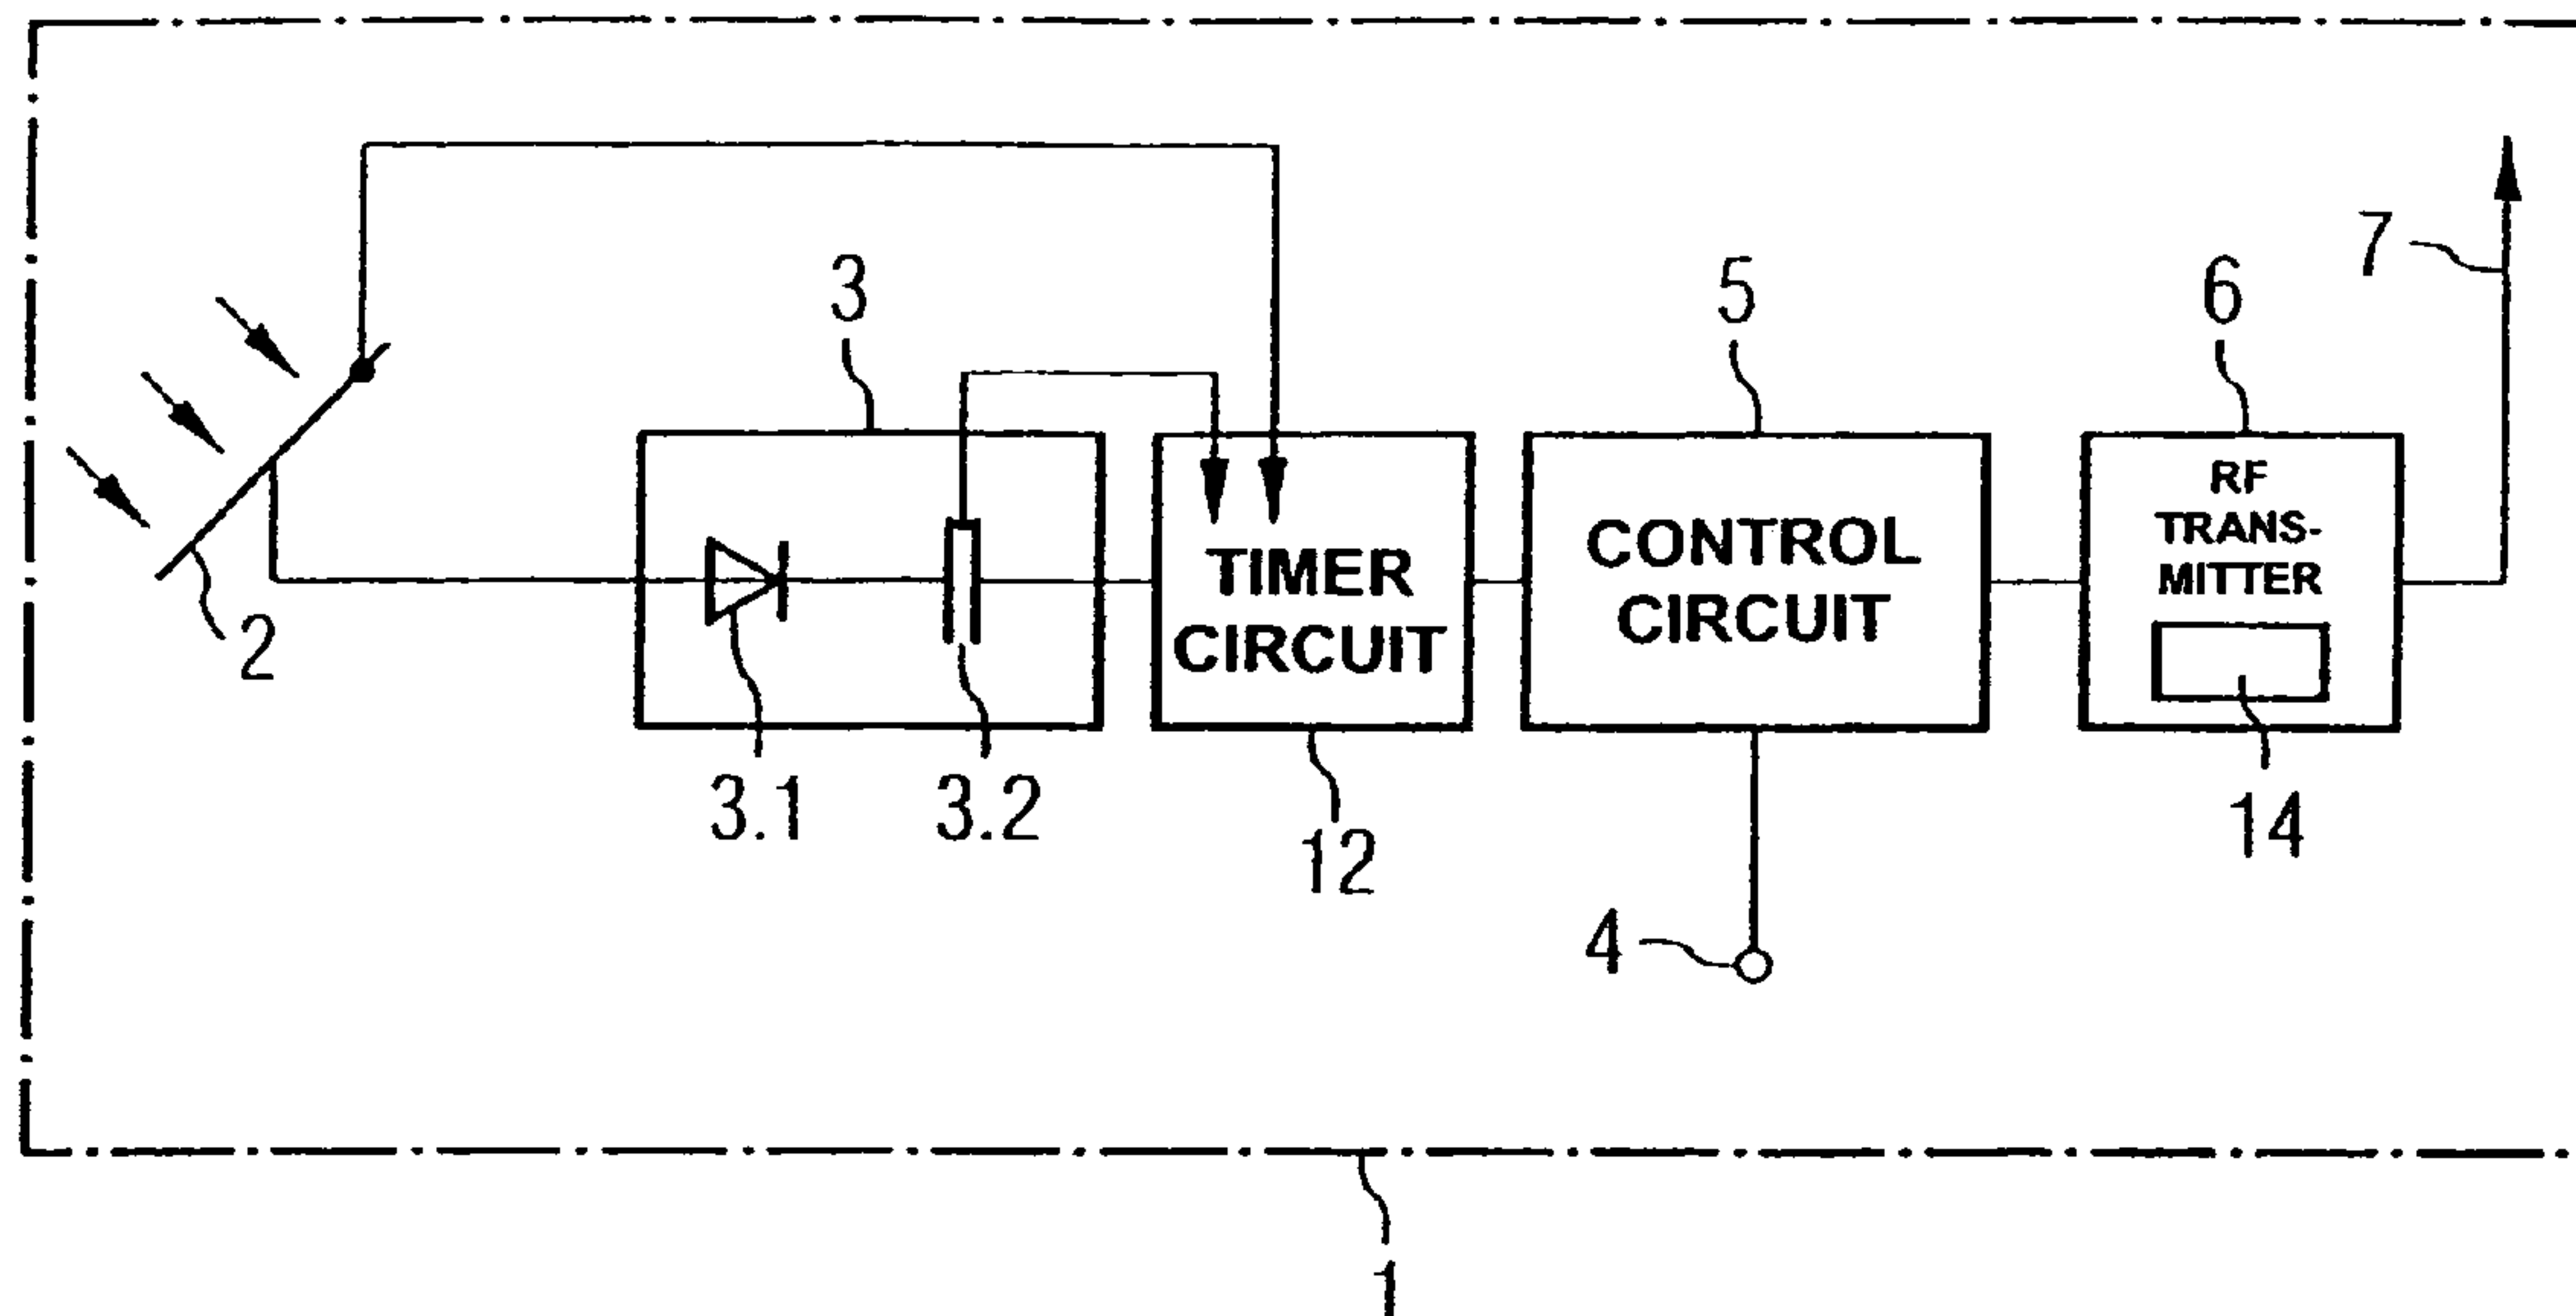 7
3
5
6
RF
TRANS-
MITTER
CONTROL
CIRCUIT
TIMER
CIRCUIT
2
3.1
3.2
12
14
4
1